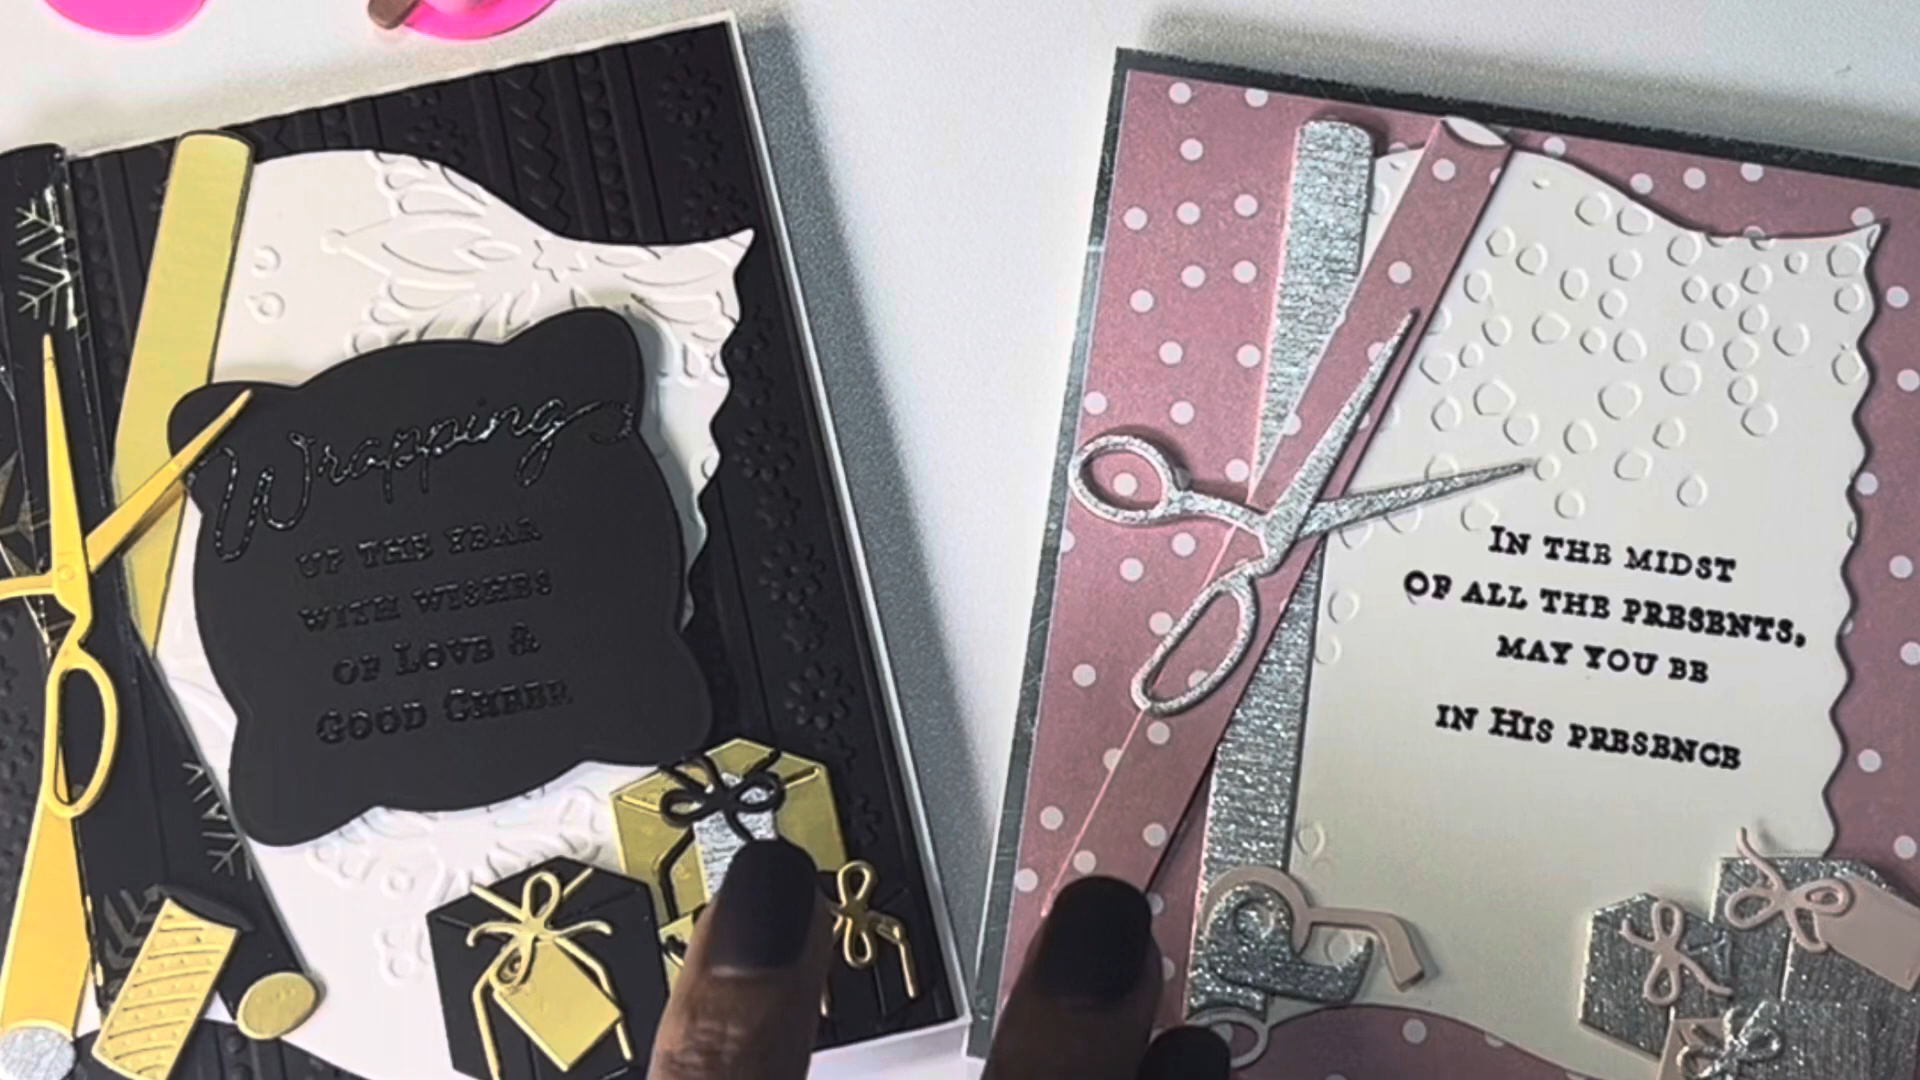 Wrapping
UP THE YEAR
WITH WISHES
OF LOVE &
GOOD CHEER
IN THE MIDST
OF ALL THE PRESENTS,
MAY YOU BE
IN HIS PRESENCE